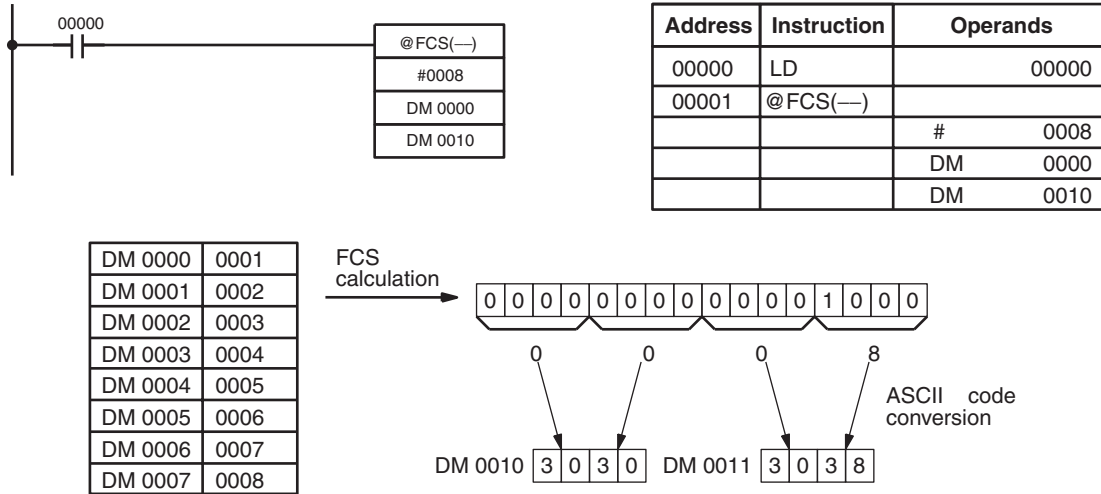 00000
@FCS(––)
#0008
DM 0000
DM 0010
Address Instruction Operands
00000 LD 00000
00001 @FCS(––)
# 0008
DM 0000
DM 0010
DM 0000 0001
DM 0001 0002
DM 0002 0003
DM 0003 0004
DM 0004 0005
DM 0005 0006
DM 0006 0007
DM 0007 0008
FCS
calculation
0 0 0 0 0 0 0 0 0 0 0 0 1 0 0 0
0 0 0 8
ASCII code
conversion
DM 0010 3 0 3 0 DM 0011 3 0 3 8